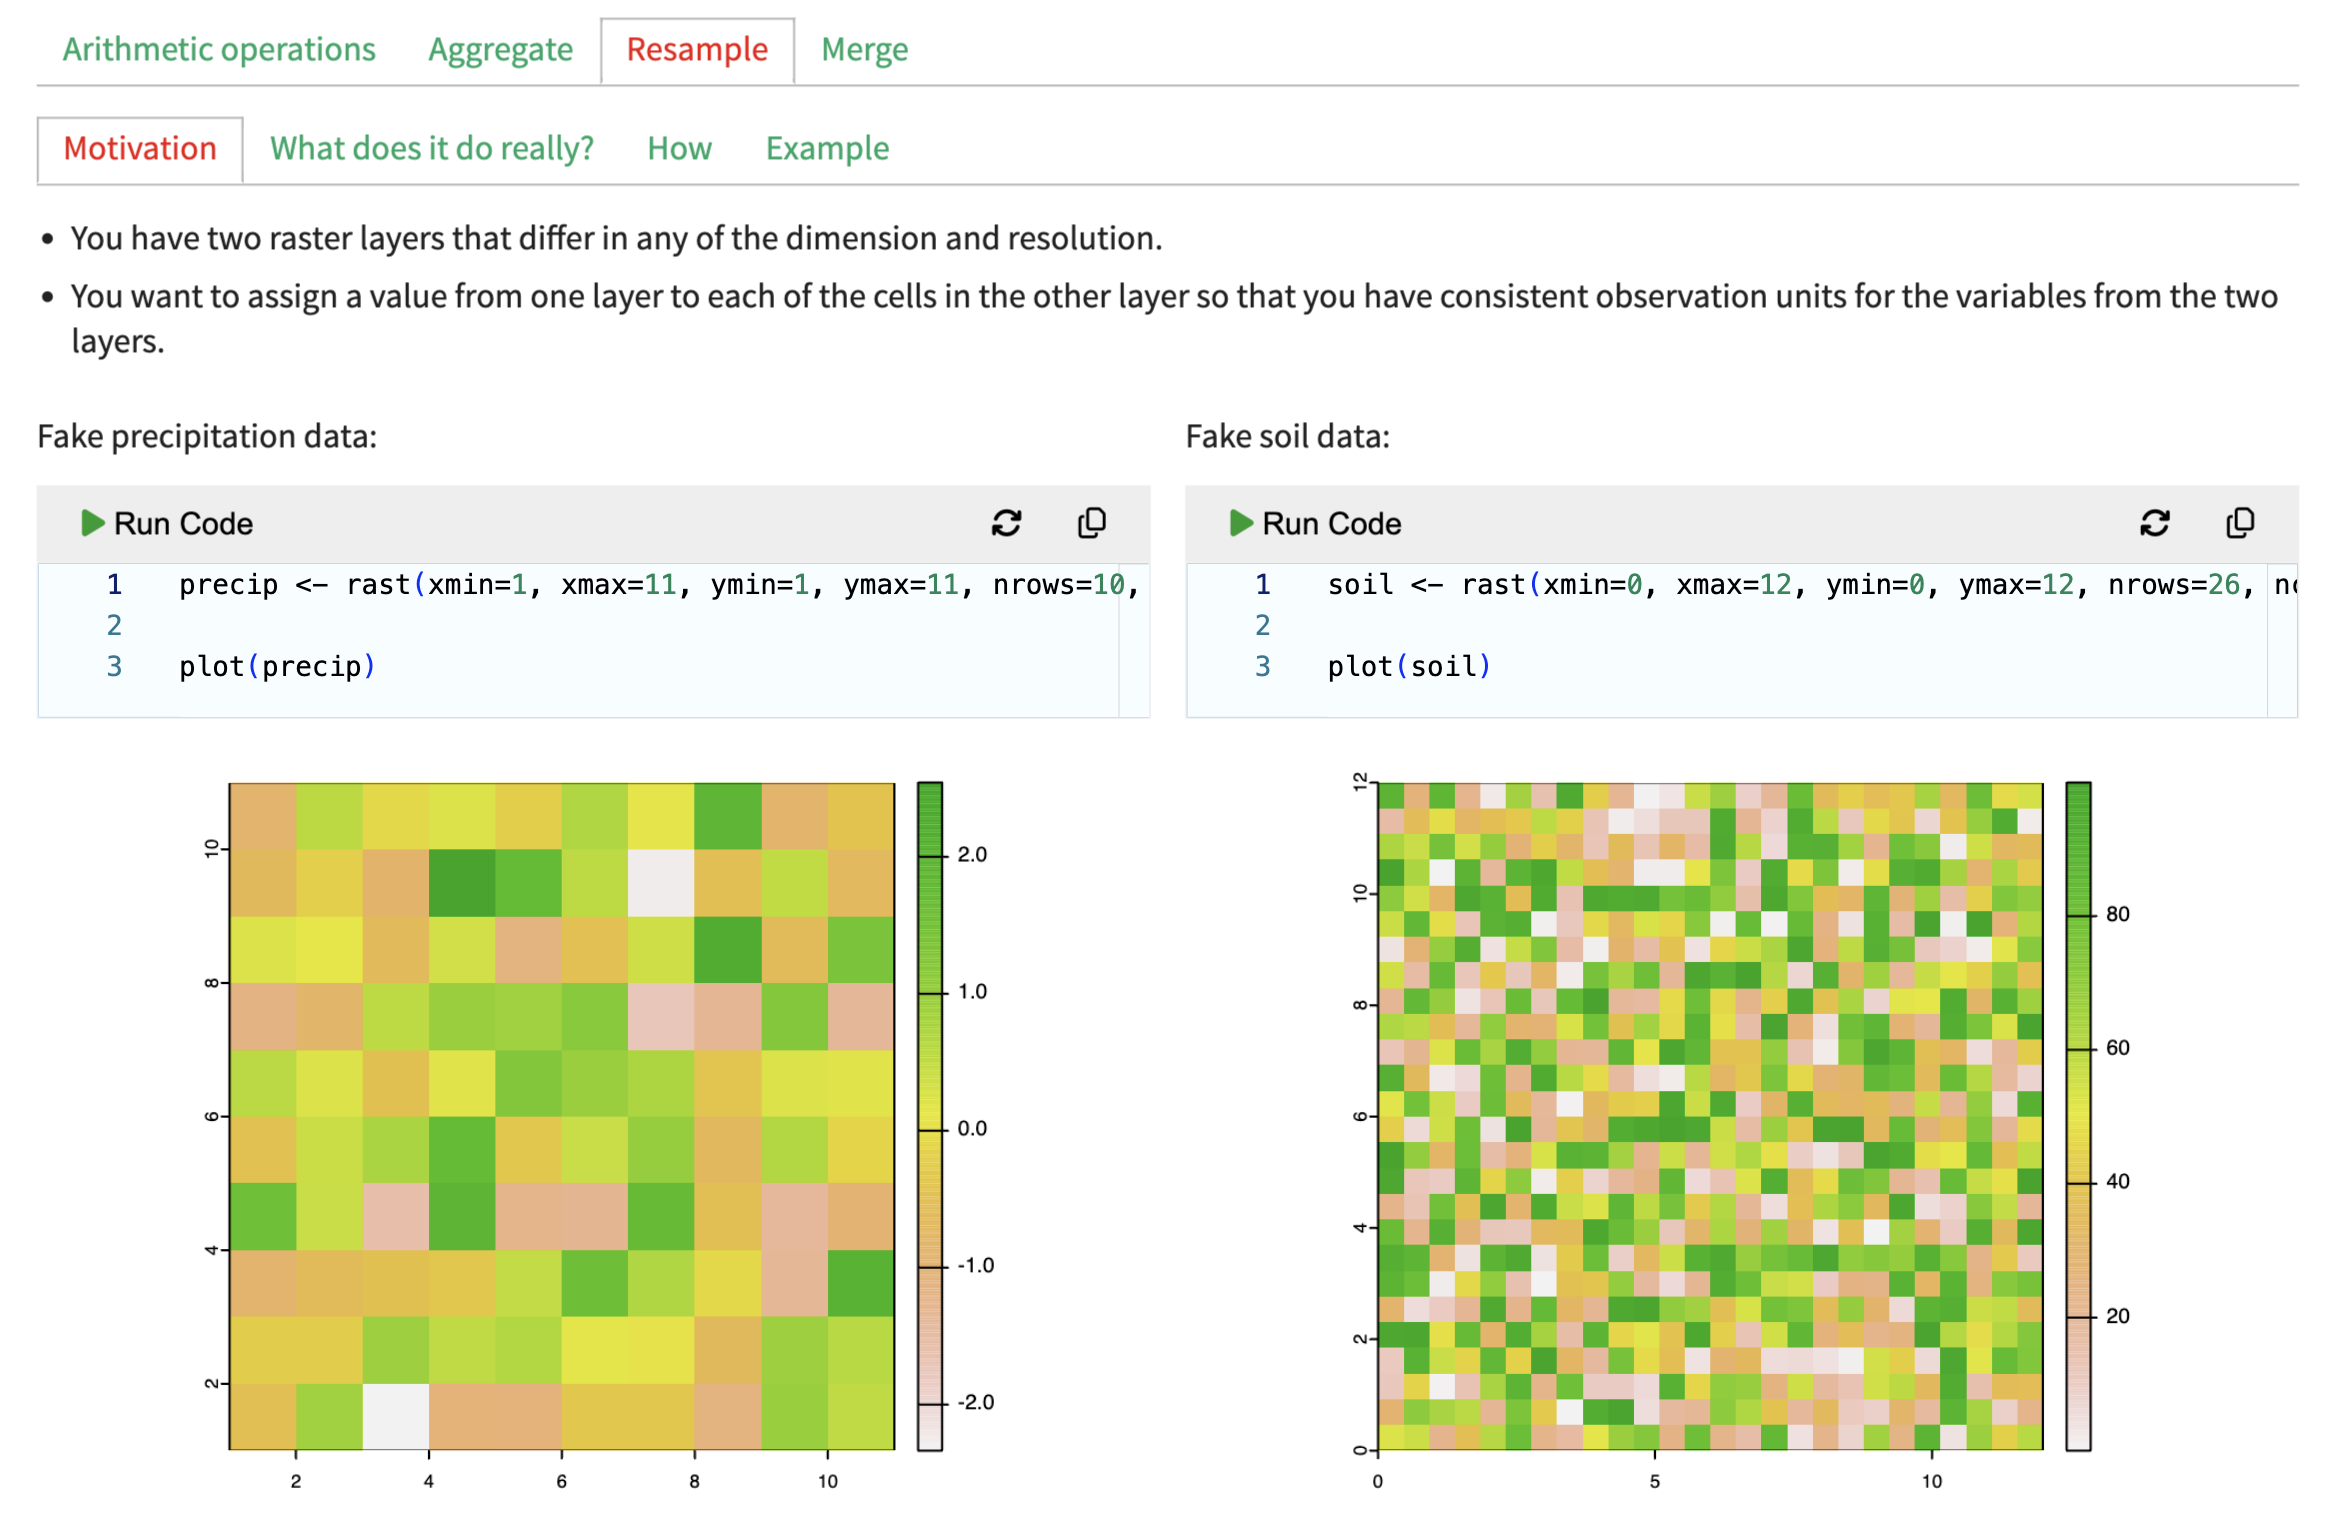 Arithmetic operations Aggregate Resample Merge
Motivation What does it do really? How Example
• You have two raster layers that differ in any of the dimension and resolution.
• You want to assign a value from one layer to each of the cells in the other layer so that you have consistent observation units for the variables from the two
layers.
Fake precipitation data:
Run Code
1 precip <- rast(xmin=1, xmax=11, ymin=1, ymax=11, nrows=10,
2
3 plot(precip)
10
8
6
4
2
2 4 6 8 10
2.0
1.0
0.0
-1.0
-2.0
Fake soil data:
Run Code
1 soil <- rast(xmin=0, xmax=12, ymin=0, ymax=12, nrows=26,
2
3 plot(soil)
12
10
8
6
4
2
0
0 5 10
80
60
40
20